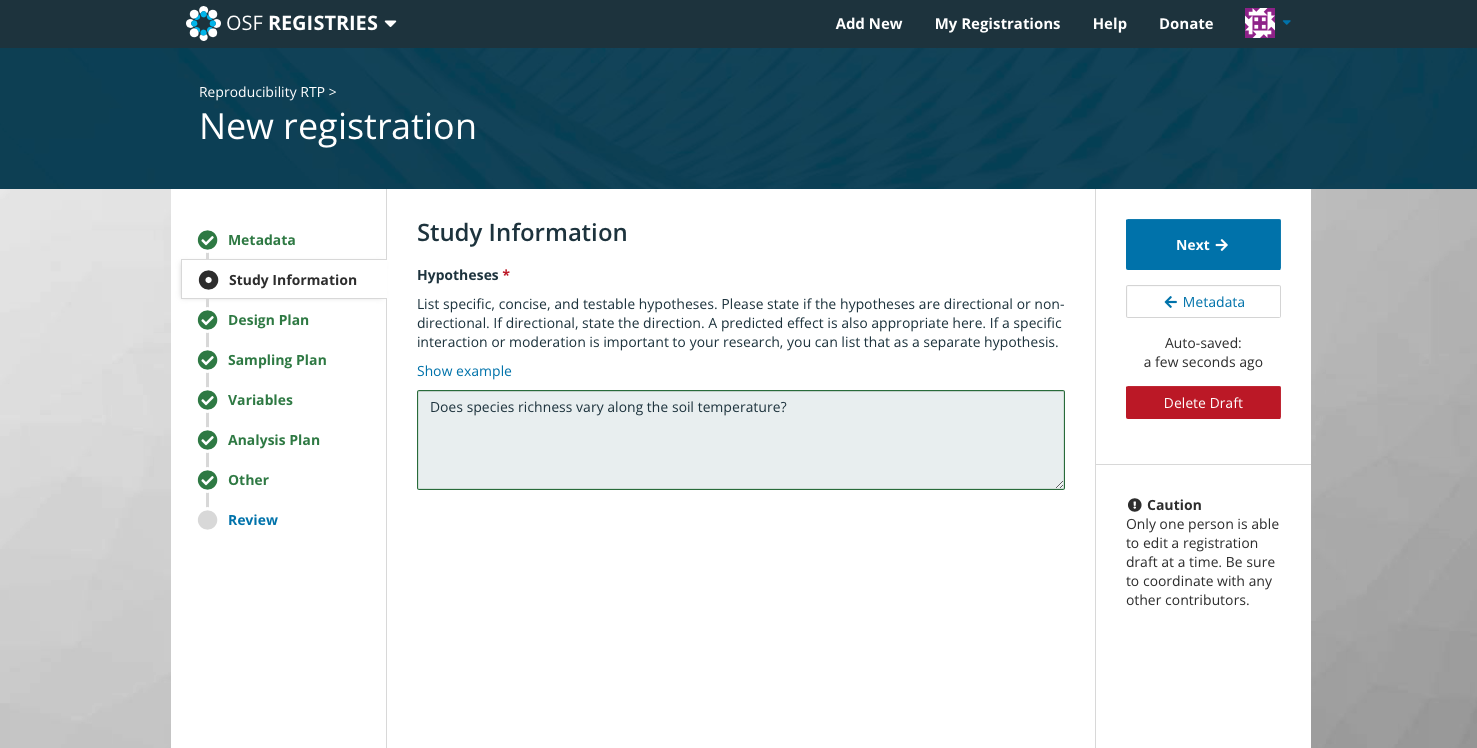 OSF REGISTRIES
Add New
My Registrations
Help
Donate
Reproducibility RTP >
New registration
Metadata
Study Information
Design Plan
Sampling Plan
Variables
Analysis Plan
Other
Review
Study Information
Hypotheses *
List specific, concise, and testable hypotheses. Please state if the hypotheses are directional or non-
directional. If directional, state the direction. A predicted effect is also appropriate here. If a specific
interaction or moderation is important to your research, you can list that as a separate hypothesis.
Show example
Does species richness vary along the soil temperature?
Next →
← Metadata
Auto-saved:
a few seconds ago
Delete Draft
Caution
Only one person is able
to edit a registration
draft at a time. Be sure
to coordinate with any
other contributors.